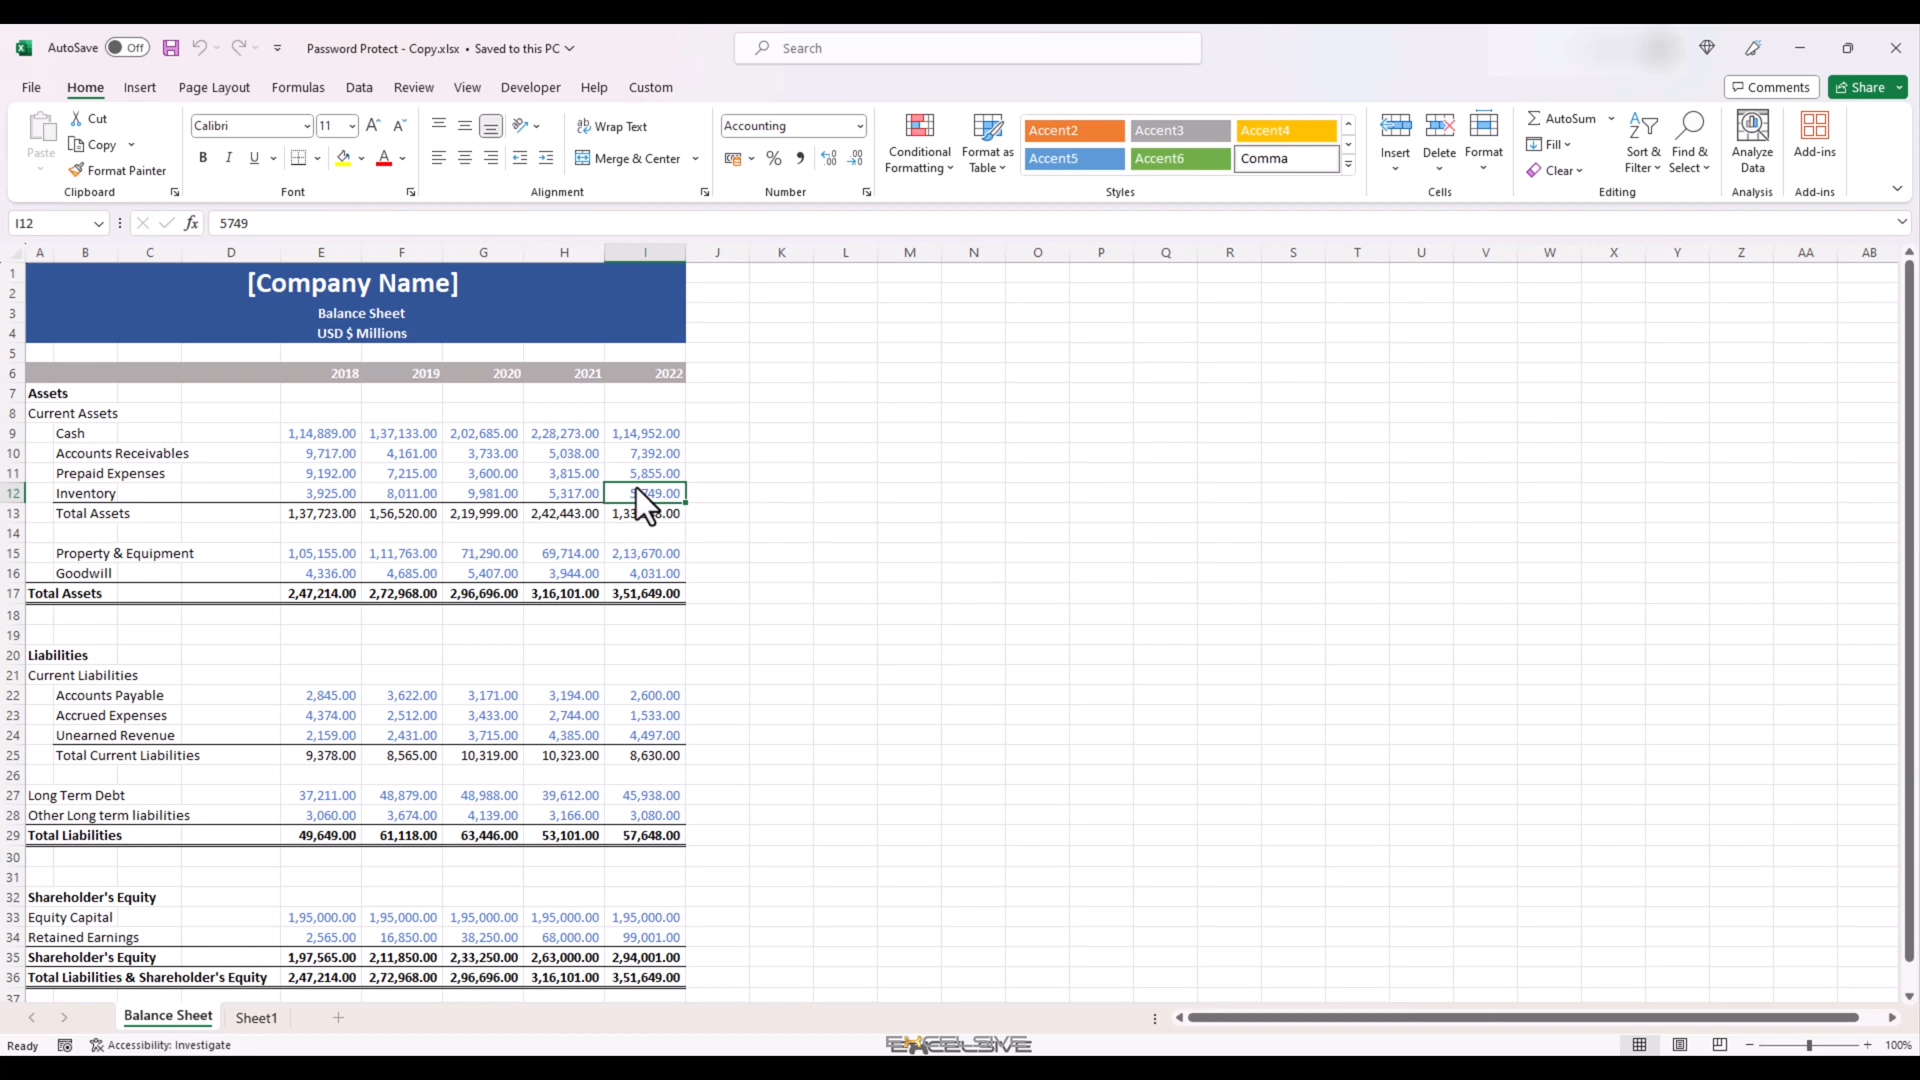 AutoSave Off Password Protect - Copy.xlsx • Saved to this PC Search
File Home Insert Page Layout Formulas Data Review View Developer Help Custom Comments Share
Paste Cut Copy Format Painter Clipboard
Calibri 11 B I U A Font
Wrap Text Merge & Center Alignment
Accounting % Number
Conditional Formatting Format as Table
Accent2 Accent3 Accent4
Accent5 Accent6 Comma
Styles
Insert Delete Format Cells
AutoSum Fill Clear Sort & Filter Find & Select Editing
Analyze Data Analysis
Add-ins Add-ins
I12 fx 5749
A B C D E F G H I J K L M N O P Q R S T U V W X Y Z AA AB
1 [Company Name]
2
3 Balance Sheet
4 USD $ Millions
5
6 2018 2019 2020 2021 2022
7 Assets
8 Current Assets
9 Cash 1,14,889.00 1,37,133.00 2,02,685.00 2,28,273.00 1,14,952.00
10 Accounts Receivables 9,717.00 4,161.00 3,733.00 5,038.00 7,392.00
11 Prepaid Expenses 9,192.00 7,215.00 3,600.00 3,815.00 5,855.00
12 Inventory 3,925.00 8,011.00 9,981.00 5,317.00
13 Total Assets 1,37,723.00 1,56,520.00 2,19,999.00 2,42,443.00
14
15 Property & Equipment 1,05,155.00 1,11,763.00 71,290.00 69,714.00 2,13,670.00
16 Goodwill 4,336.00 4,685.00 5,407.00 3,944.00 4,031.00
17 Total Assets 2,47,214.00 2,72,968.00 2,96,696.00 3,16,101.00 3,51,649.00
18
19
20 Liabilities
21 Current Liabilities
22 Accounts Payable 2,845.00 3,622.00 3,171.00 3,194.00 2,600.00
23 Accrued Expenses 4,374.00 2,512.00 3,433.00 2,744.00 1,533.00
24 Unearned Revenue 2,159.00 2,431.00 3,715.00 4,385.00 4,497.00
25 Total Current Liabilities 9,378.00 8,565.00 10,319.00 10,323.00 8,630.00
26
27 Long Term Debt 37,211.00 48,879.00 48,988.00 39,612.00 45,938.00
28 Other Long term liabilities 3,060.00 3,674.00 4,139.00 3,166.00 3,080.00
29 Total Liabilities 49,649.00 61,118.00 63,446.00 53,101.00 57,648.00
30
31
32 Shareholder's Equity
33 Equity Capital 1,95,000.00 1,95,000.00 1,95,000.00 1,95,000.00 1,95,000.00
34 Retained Earnings 2,565.00 16,850.00 38,250.00 68,000.00 99,001.00
35 Shareholder's Equity 1,97,565.00 2,11,850.00 2,33,250.00 2,63,000.00 2,94,001.00
36 Total Liabilities & Shareholder's Equity 2,47,214.00 2,72,968.00 2,96,696.00 3,16,101.00 3,51,649.00
37
Balance Sheet Sheet1
Ready Accessibility: Investigate 100%